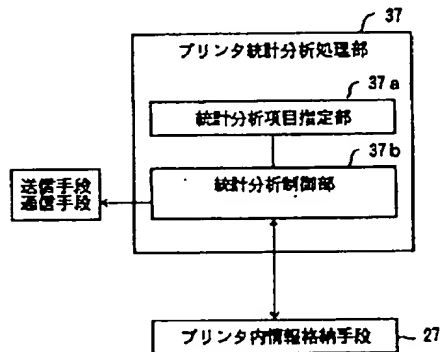 37
プリンタ統計分析処理部
37a
統計分析項目指定部
37b
統計分析制御部
送信手段
通信手段
プリンタ内情報格納手段
27